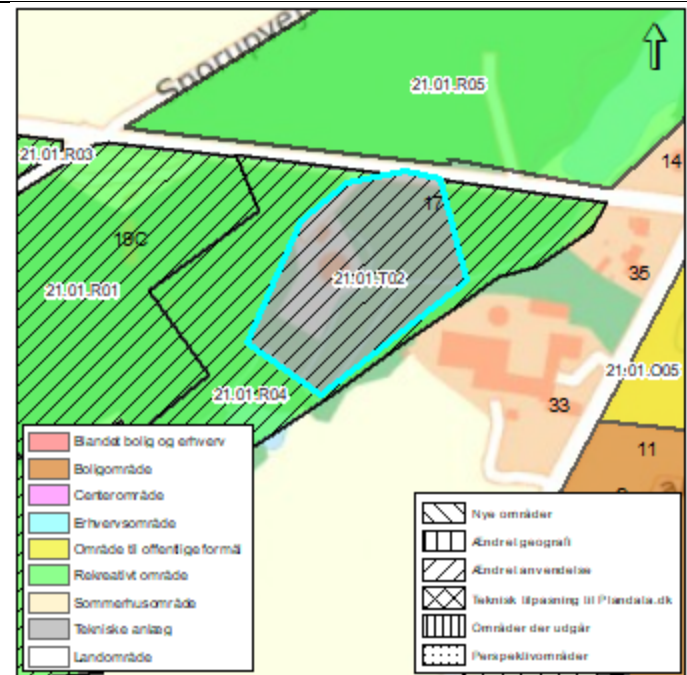 Snorupvej
21.01.R05
14
21.01.R03
17
18C
35
21.01.T02
21.01.R01
21.01.O05
21.01.R04
33
11
Blandet bolig og erhverv
Boligområde
Centerområde
Erhvervsområde
Område til offentlige formål
Rekreativt område
Sommerhusområde
Tekniske anlæg
Landområde
Nye områder
Ændret geografi
Ændret anvendelse
Teknisk tilpasning til Plandata.dk
Områder der udgår
Perspektivområder